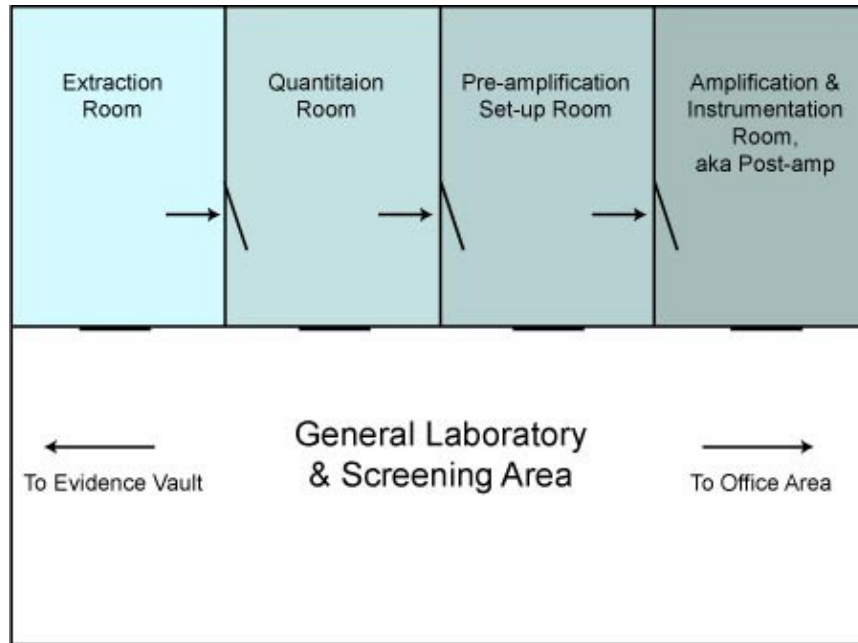 Extraction
Room
Quantitaion
Room
Pre-amplification
Set-up Room
Amplification &
Instrumentation
Room,
aka Post-amp
General Laboratory
& Screening Area
To Evidence Vault
To Office Area